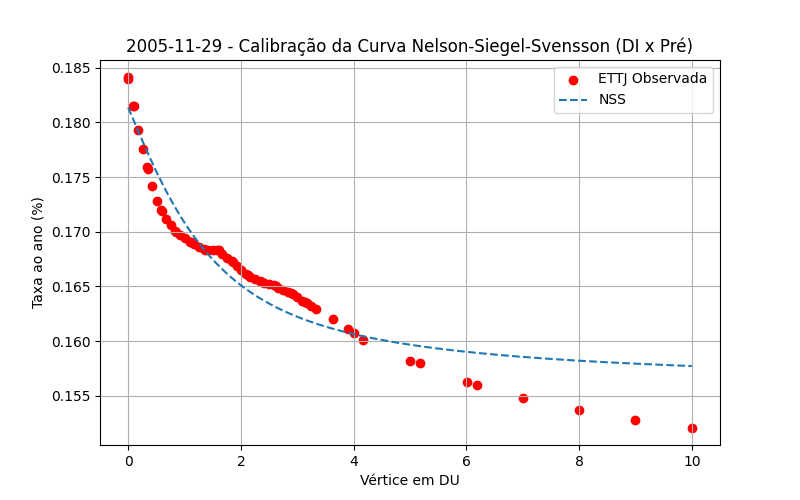 2005-11-29 - Calibração da Curva Nelson-Siegel-Svensson (DI x Pré)
ETTJ Observada
NSS
Taxa ao ano (%)
0.185
0.180
0.175
0.170
0.165
0.160
0.155
0
2
4
6
8
10
Vértice em DU